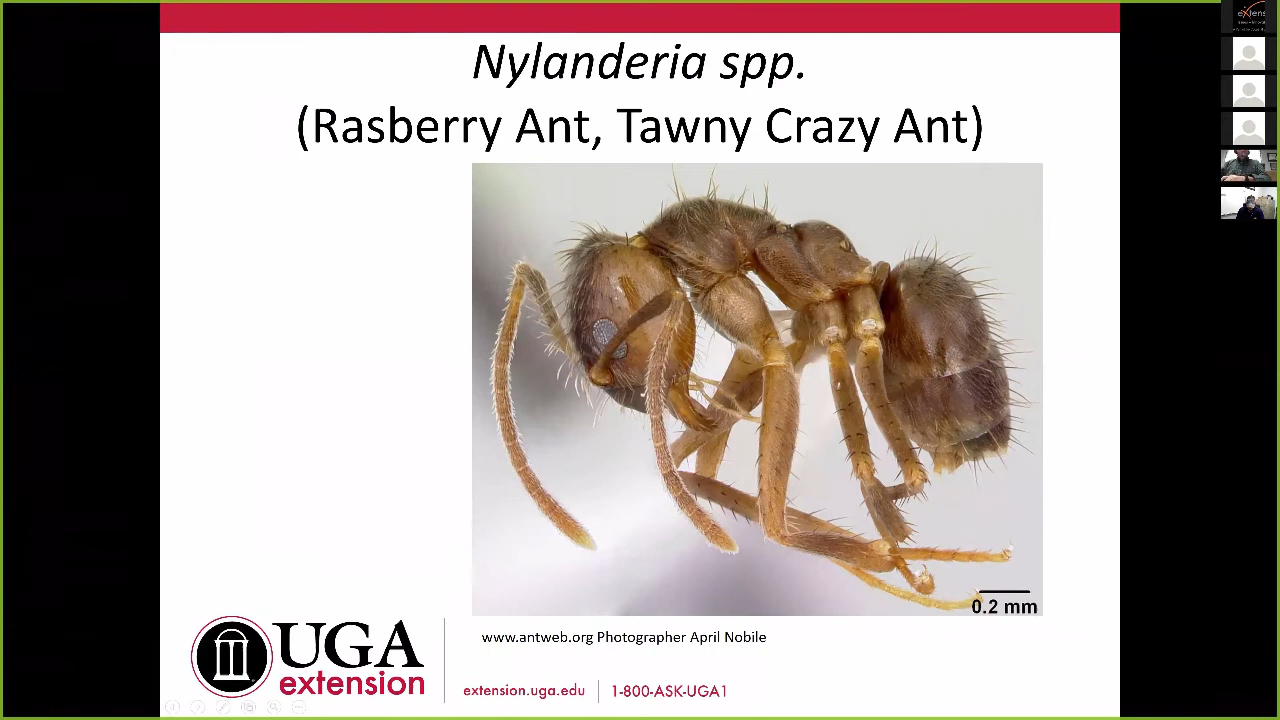 Nylanderia spp.
(Rasberry Ant, Tawny Crazy Ant)
0.2 mm
www.antweb.org Photographer April Nobile
UGA
extension
extension.uga.edu
1-800-ASK-UGA1